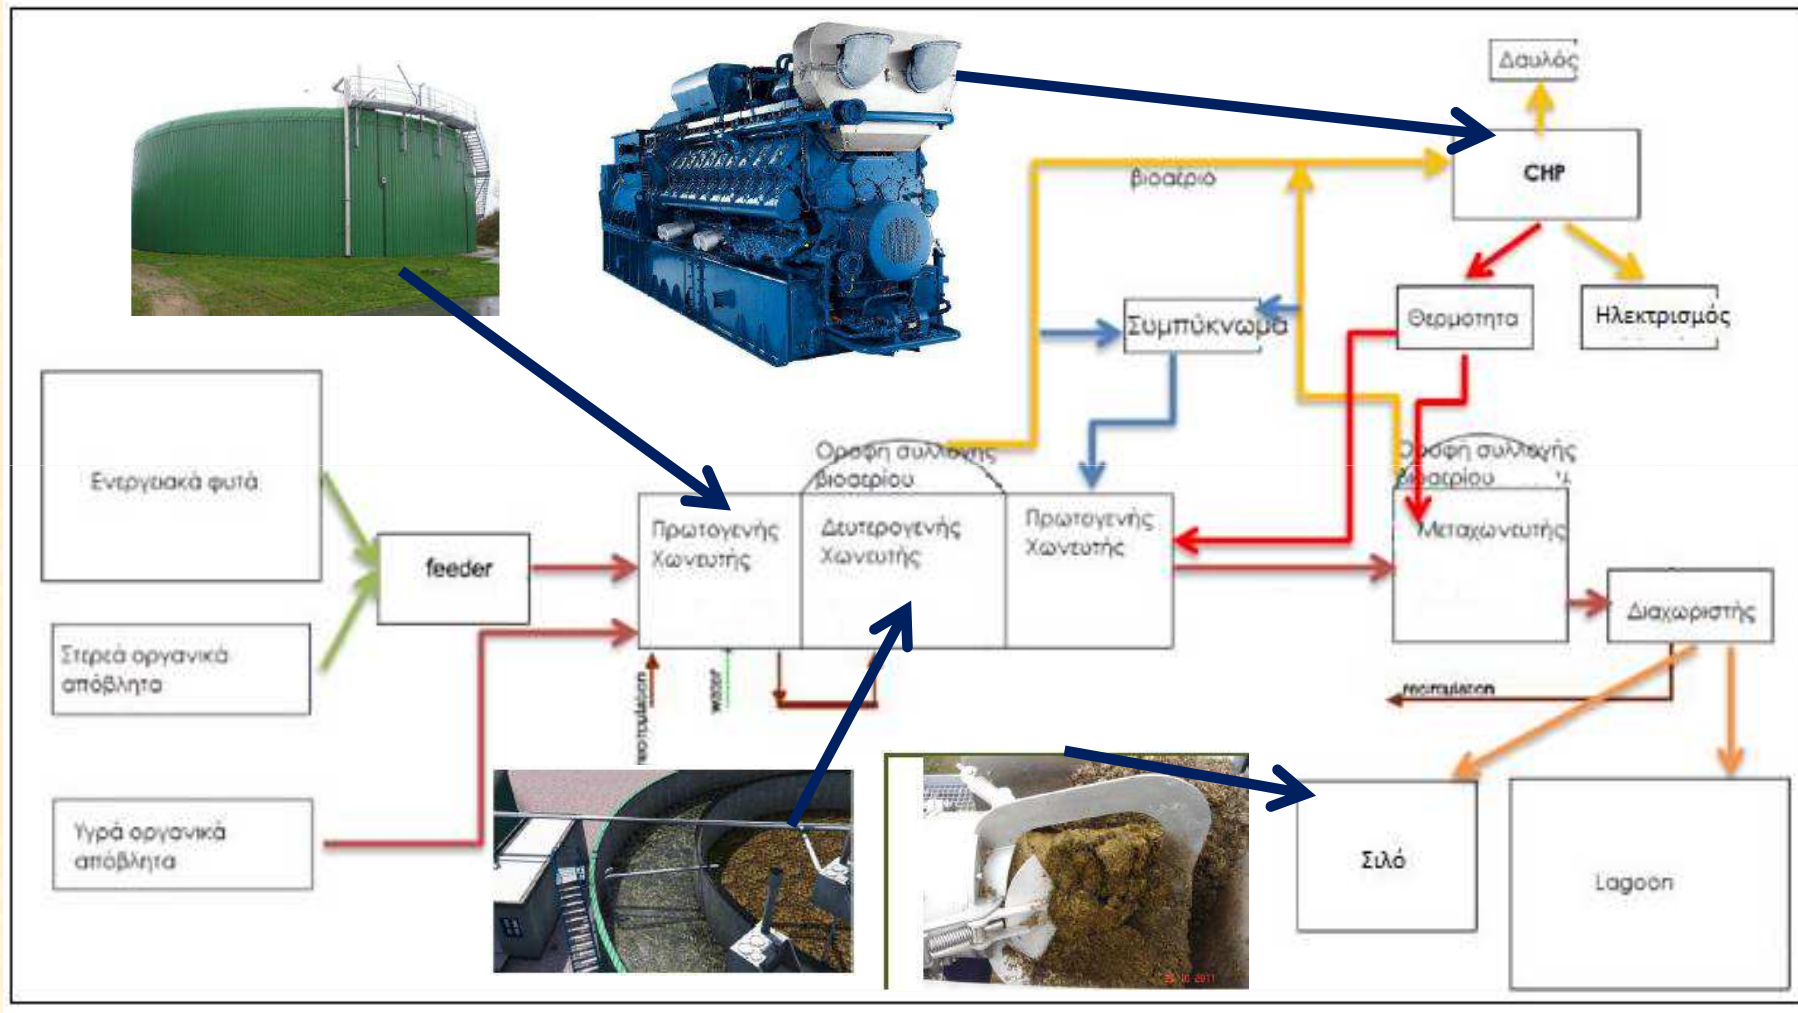 Δαυλός
CHP
βιοαέριο
Συμπύκνωμα
Θερμότητα
Ηλεκτρισμός
Ενεργειακά φυτά
feeder
Στερεά οργανικά
απόβλητα
Υγρά οργανικά
απόβλητα
Οροφή συλλογής
βιοαερίου
Πρωτογενής
Χωνευτής
Δευτερογενής
Χωνευτής
Πρωτογενής
Χωνευτής
Οροφή συλλογής
βιοαερίου
Μεταχωνευτής
Διαχωριστής
recirculation
water
recirculation
Σιλό
Lagoon